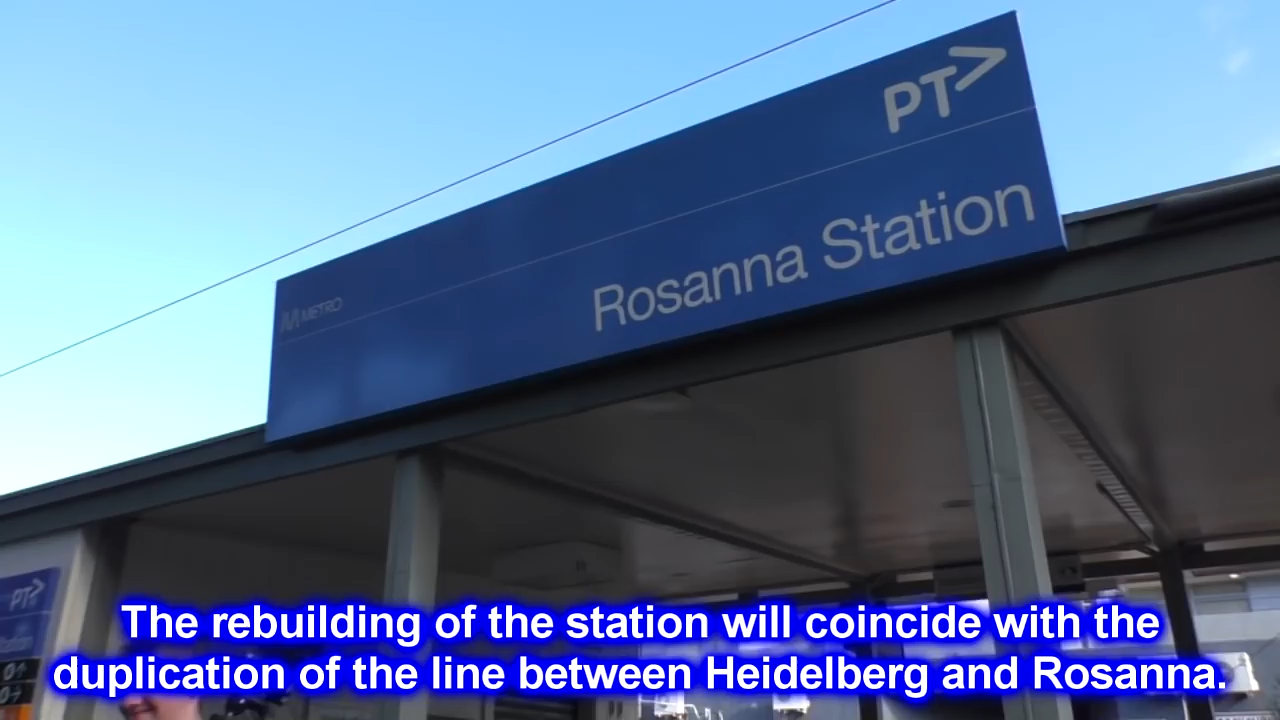 PT>
METRO
Rosanna Station
PT>
The rebuilding of the station will coincide with the
duplication of the line between Heidelberg and Rosanna.